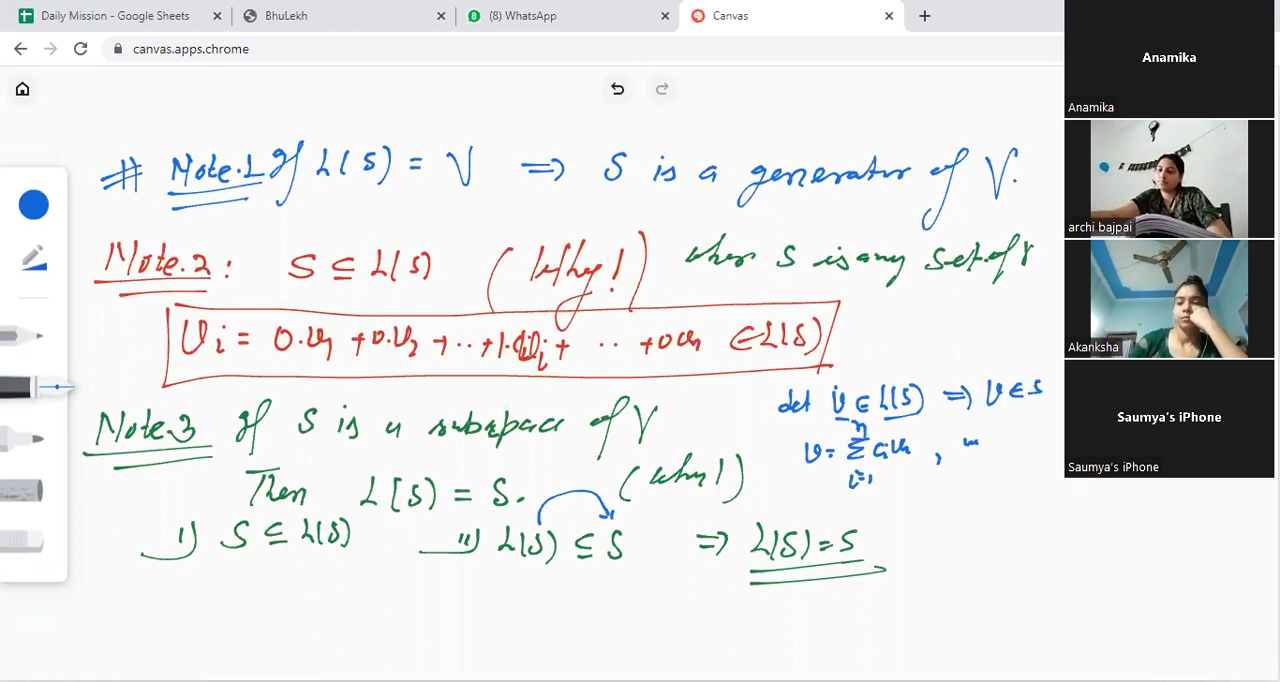 Daily Mission - Google Sheets
BhuLekh
(8) WhatsApp
Canvas
canvas.apps.chrome
# Note.1 If L(S) = V ⇒ S is a generator of V.
Note.2 : S ⊆ L(S) (Why!) where S is any set of V
Vi = 0.V1 + 0.V2 + .. + 1.Vi + .. + 0Vn ∈ L(S)
Note.3 If S is a subspace of V
Let v ∈ L(S) ⇒ v ∈ S
v = n Σ i=1 aivi ,
Then L(S) = S. (why!)
i) S ⊆ L(S) ii) L(S) ⊆ S ⇒ L(S) = S
Anamika
Anamika
archi bajpai
Akanksha
Saumya's iPhone
Saumya's iPhone